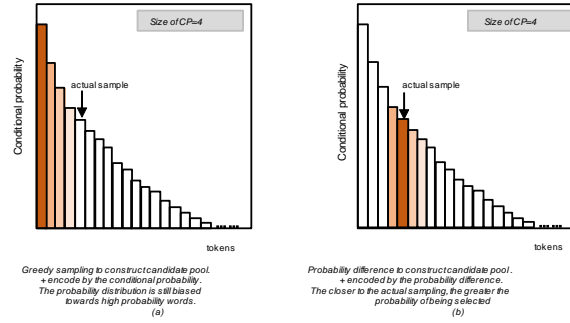 Size of CP=4
Conditional probability
actual sample
tokens
Greedy sampling to construct candidate pool.
+ encode by the conditional probability.
The probability distribution is still biased
towards high probability words.
(a)
Size of CP=4
Conditional probability
actual sample
tokens
Probability difference to construct candidate pool.
+ encoded by the probability difference.
The closer to the actual sampling, the greater the
probability of being selected
(b)